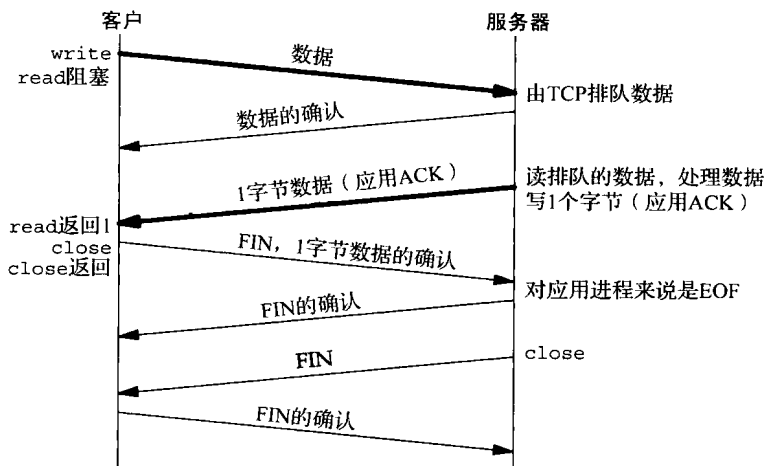 客户
服务器
write
read阻塞
数据
由TCP排队数据
数据的确认
1字节数据（应用ACK）
读排队的数据，处理数据
写1个字节（应用ACK）
read返回1
close
close返回
FIN，1字节数据的确认
对应用进程来说是EOF
FIN的确认
FIN
close
FIN的确认